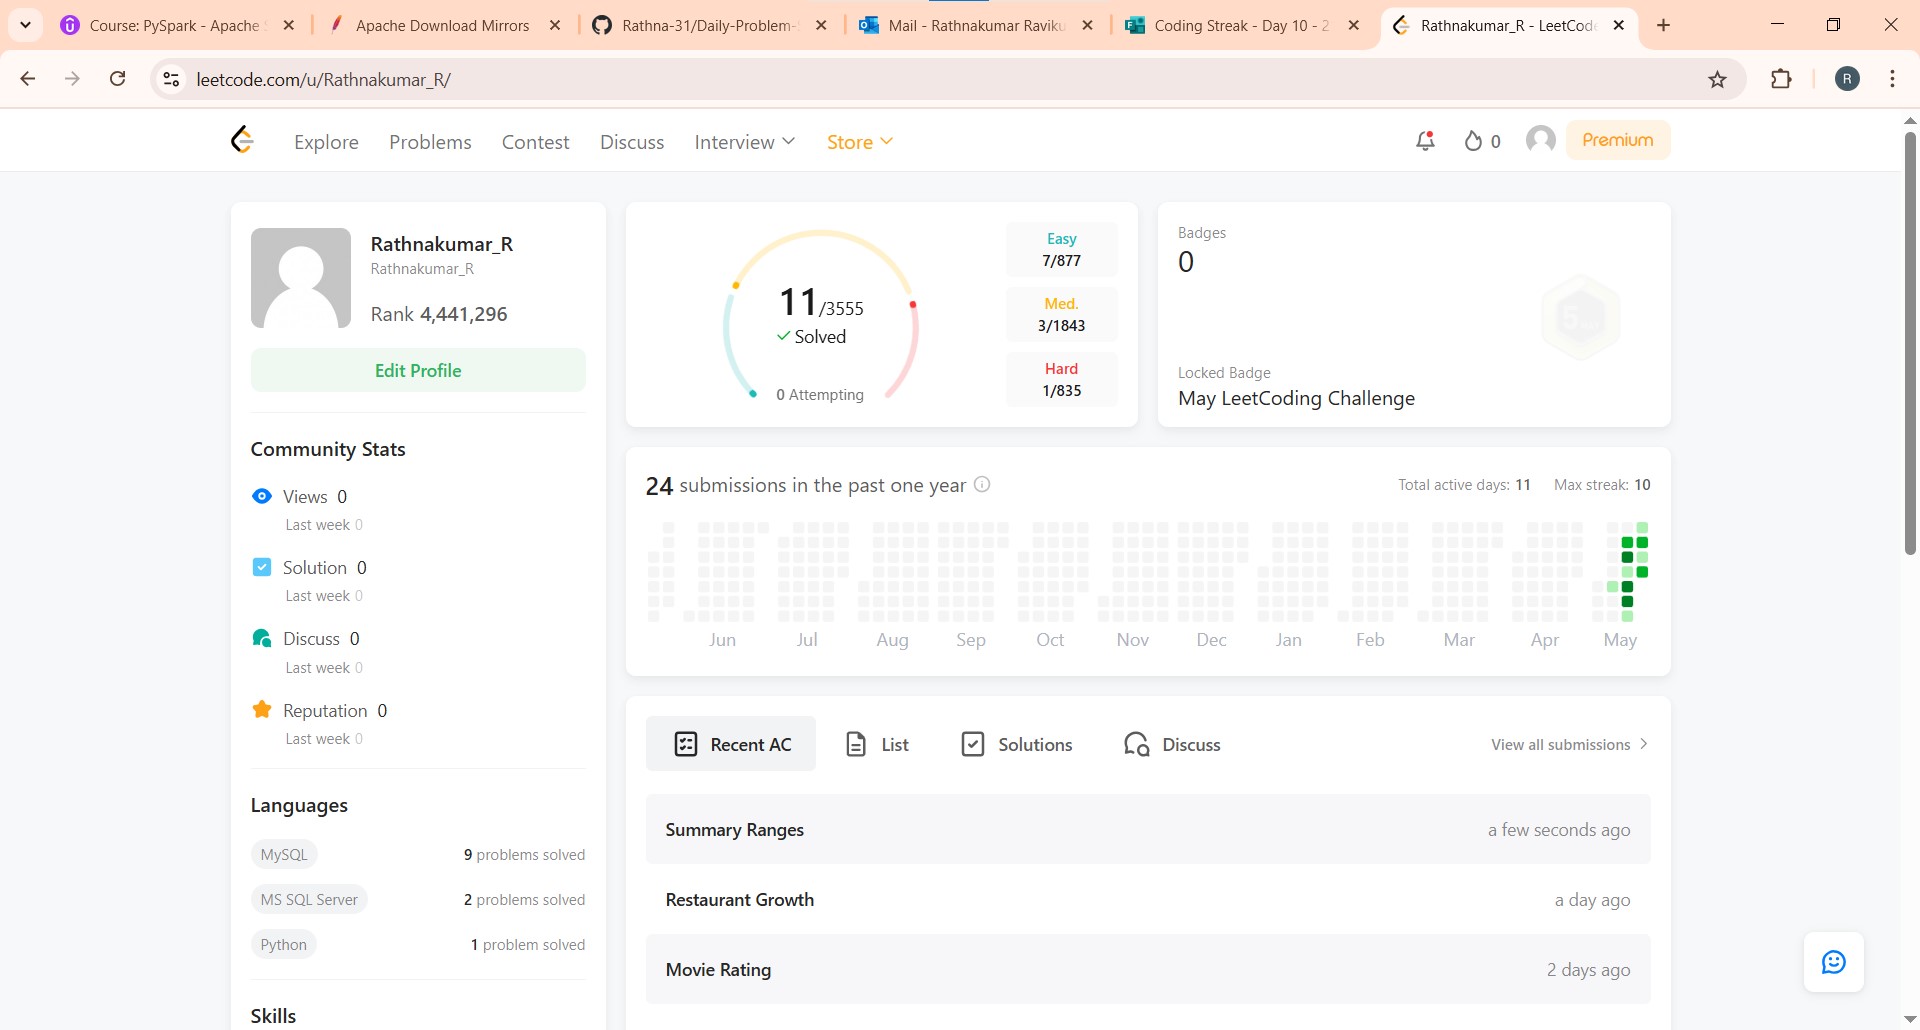 Course: PySpark - Apache
Apache Download Mirrors
Rathna-31/Daily-Problem-
Mail - Rathnakumar Raviku
Coding Streak - Day 10 - 2
Rathnakumar_R - LeetCode
leetcode.com/u/Rathnakumar_R/
R
Explore
Problems
Contest
Discuss
Interview
Store
0
Premium
Rathnakumar_R
Rathnakumar_R
Rank 4,441,296
Edit Profile
Community Stats
Views 0
Last week 0
Solution 0
Last week 0
Discuss 0
Last week 0
Reputation 0
Last week 0
Languages
MySQL 9 problems solved
MS SQL Server 2 problems solved
Python 1 problem solved
Skills
11/3555
Solved
0 Attempting
Easy
7/877
Med.
3/1843
Hard
1/835
Badges
0
Locked Badge
May LeetCoding Challenge
24 submissions in the past one year
Total active days: 11 Max streak: 10
Jun Jul Aug Sep Oct Nov Dec Jan Feb Mar Apr May
Recent AC
List
Solutions
Discuss
View all submissions
Summary Ranges a few seconds ago
Restaurant Growth a day ago
Movie Rating 2 days ago